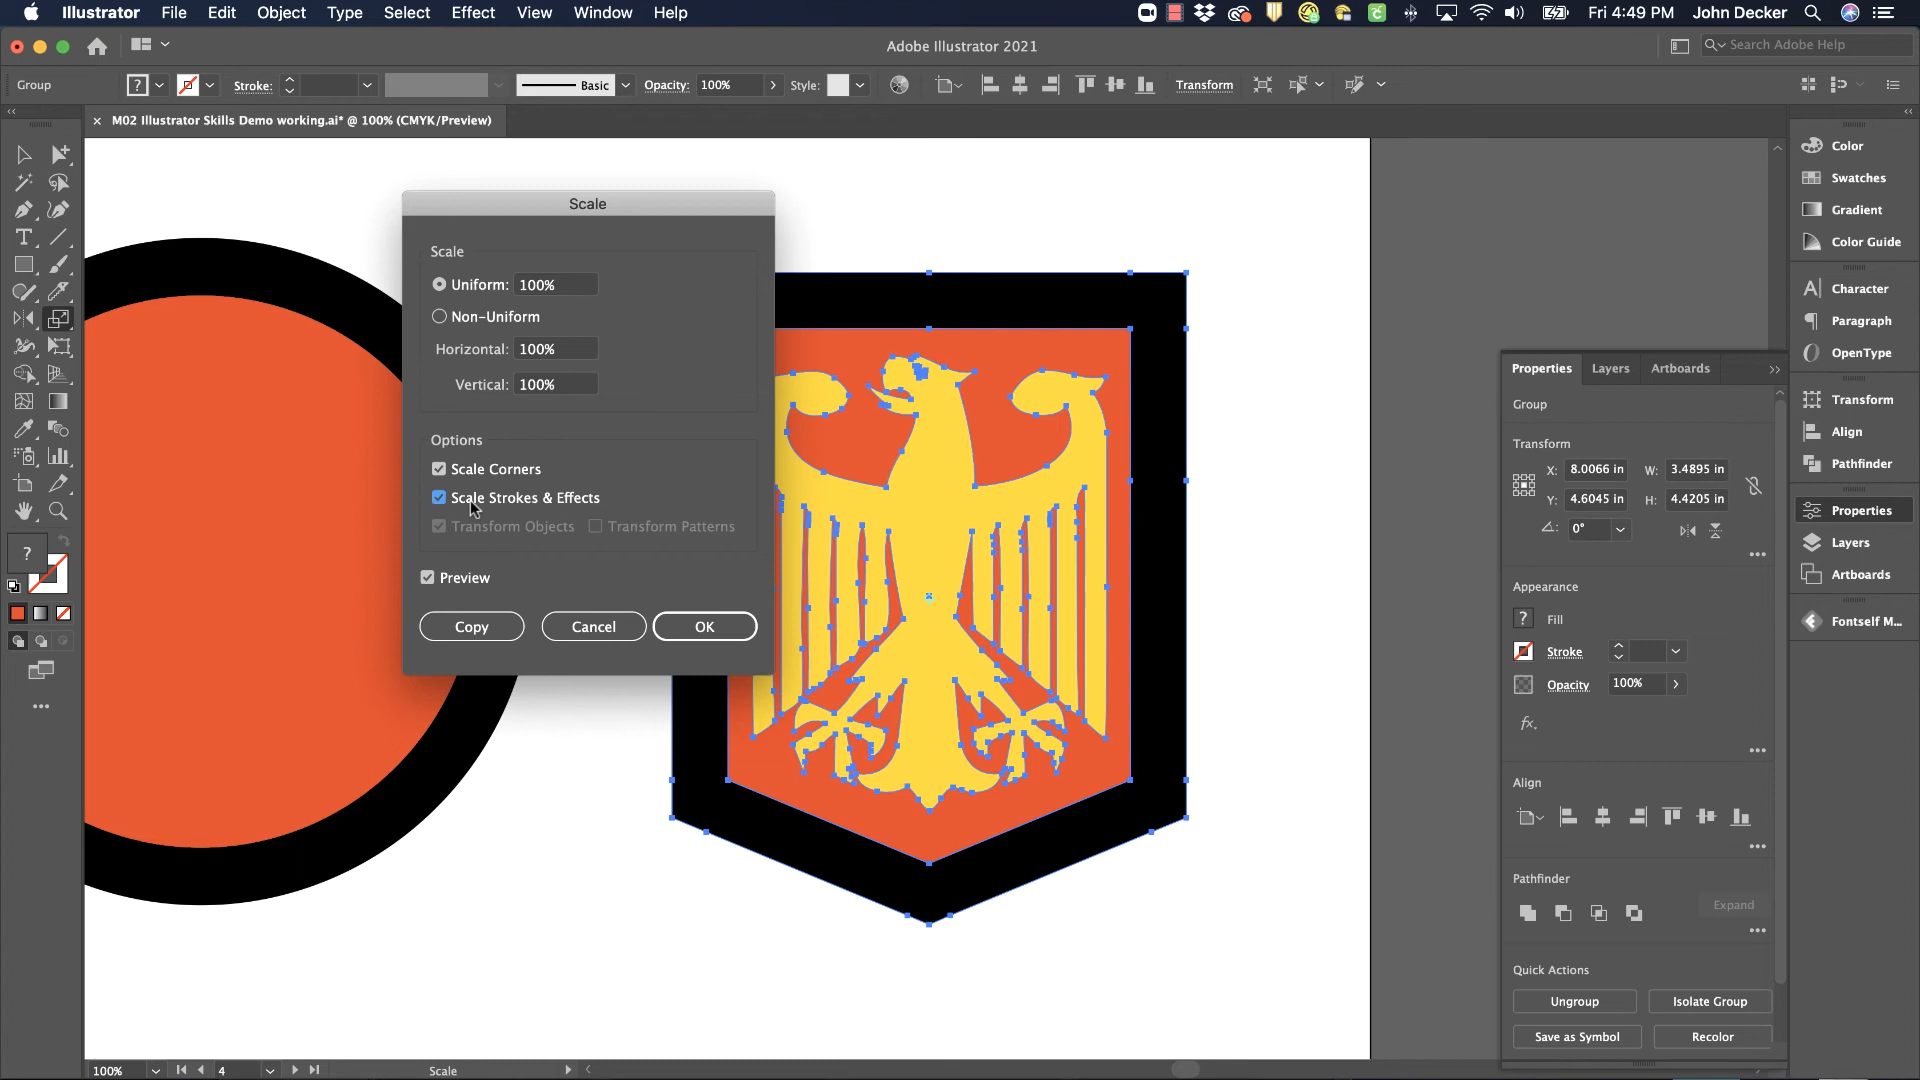 Illustrator File Edit Object Type Select Effect View Window Help Fri 4:49 PM John Decker
Adobe Illustrator 2021 Search Adobe Help
Group ? Stroke: Basic Opacity: 100% Style: Transform
M02 Illustrator Skills Demo working.ai* @ 100% (CMYK/Preview)
Scale
Scale
Uniform: 100%
Non-Uniform
Horizontal: 100%
Vertical: 100%
Options
Scale Corners
Scale Strokes & Effects
Transform Objects Transform Patterns
Preview
Copy Cancel OK
?
Properties Layers Artboards
Group
Transform
X: 8.0066 in W: 3.4895 in
Y: 4.6045 in H: 4.4205 in
0°
Appearance
? Fill
Stroke
Opacity 100%
fx.
Align
Pathfinder
Expand
Quick Actions
Ungroup Isolate Group
Save as Symbol Recolor
Color
Swatches
Gradient
Color Guide
Character
Paragraph
OpenType
Transform
Align
Pathfinder
Properties
Layers
Artboards
Fontself M...
100% 4 Scale